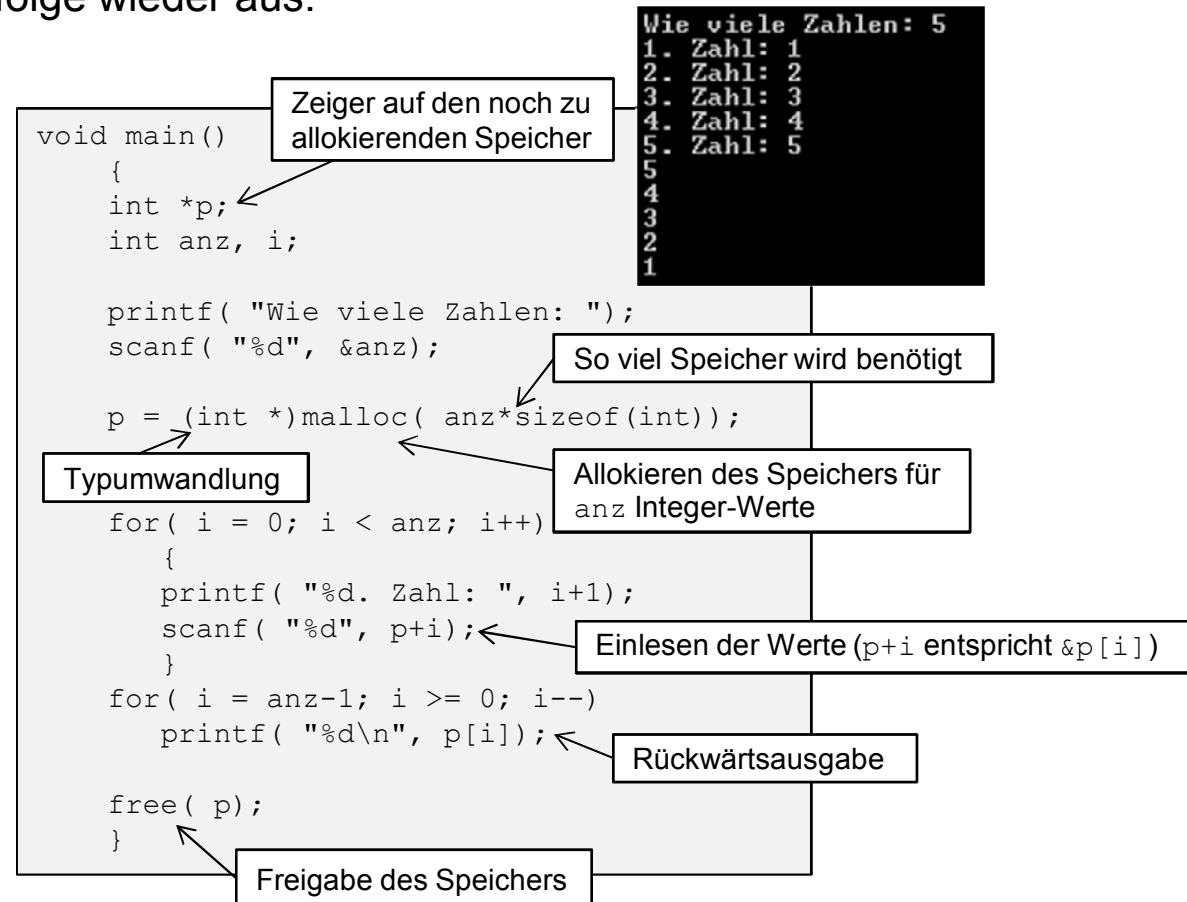 folge wieder aus.
Wie viele Zahlen: 5
1. Zahl: 1
2. Zahl: 2
3. Zahl: 3
4. Zahl: 4
5. Zahl: 5
5
4
3
2
1
Zeiger auf den noch zu
allokierenden Speicher
void main()
{
int *p;
int anz, i;
printf( "Wie viele Zahlen: ");
scanf( "%d", &anz);
So viel Speicher wird benötigt
p = (int *)malloc( anz*sizeof(int));
Typumwandlung
Allokieren des Speichers für
anz Integer-Werte
for( i = 0; i < anz; i++)
{
printf( "%d. Zahl: ", i+1);
scanf( "%d", p+i);
Einlesen der Werte (p+i entspricht &p[i])
}
for( i = anz-1; i >= 0; i--)
printf( "%d\n", p[i]);
Rückwärtsausgabe
free( p);
}
Freigabe des Speichers